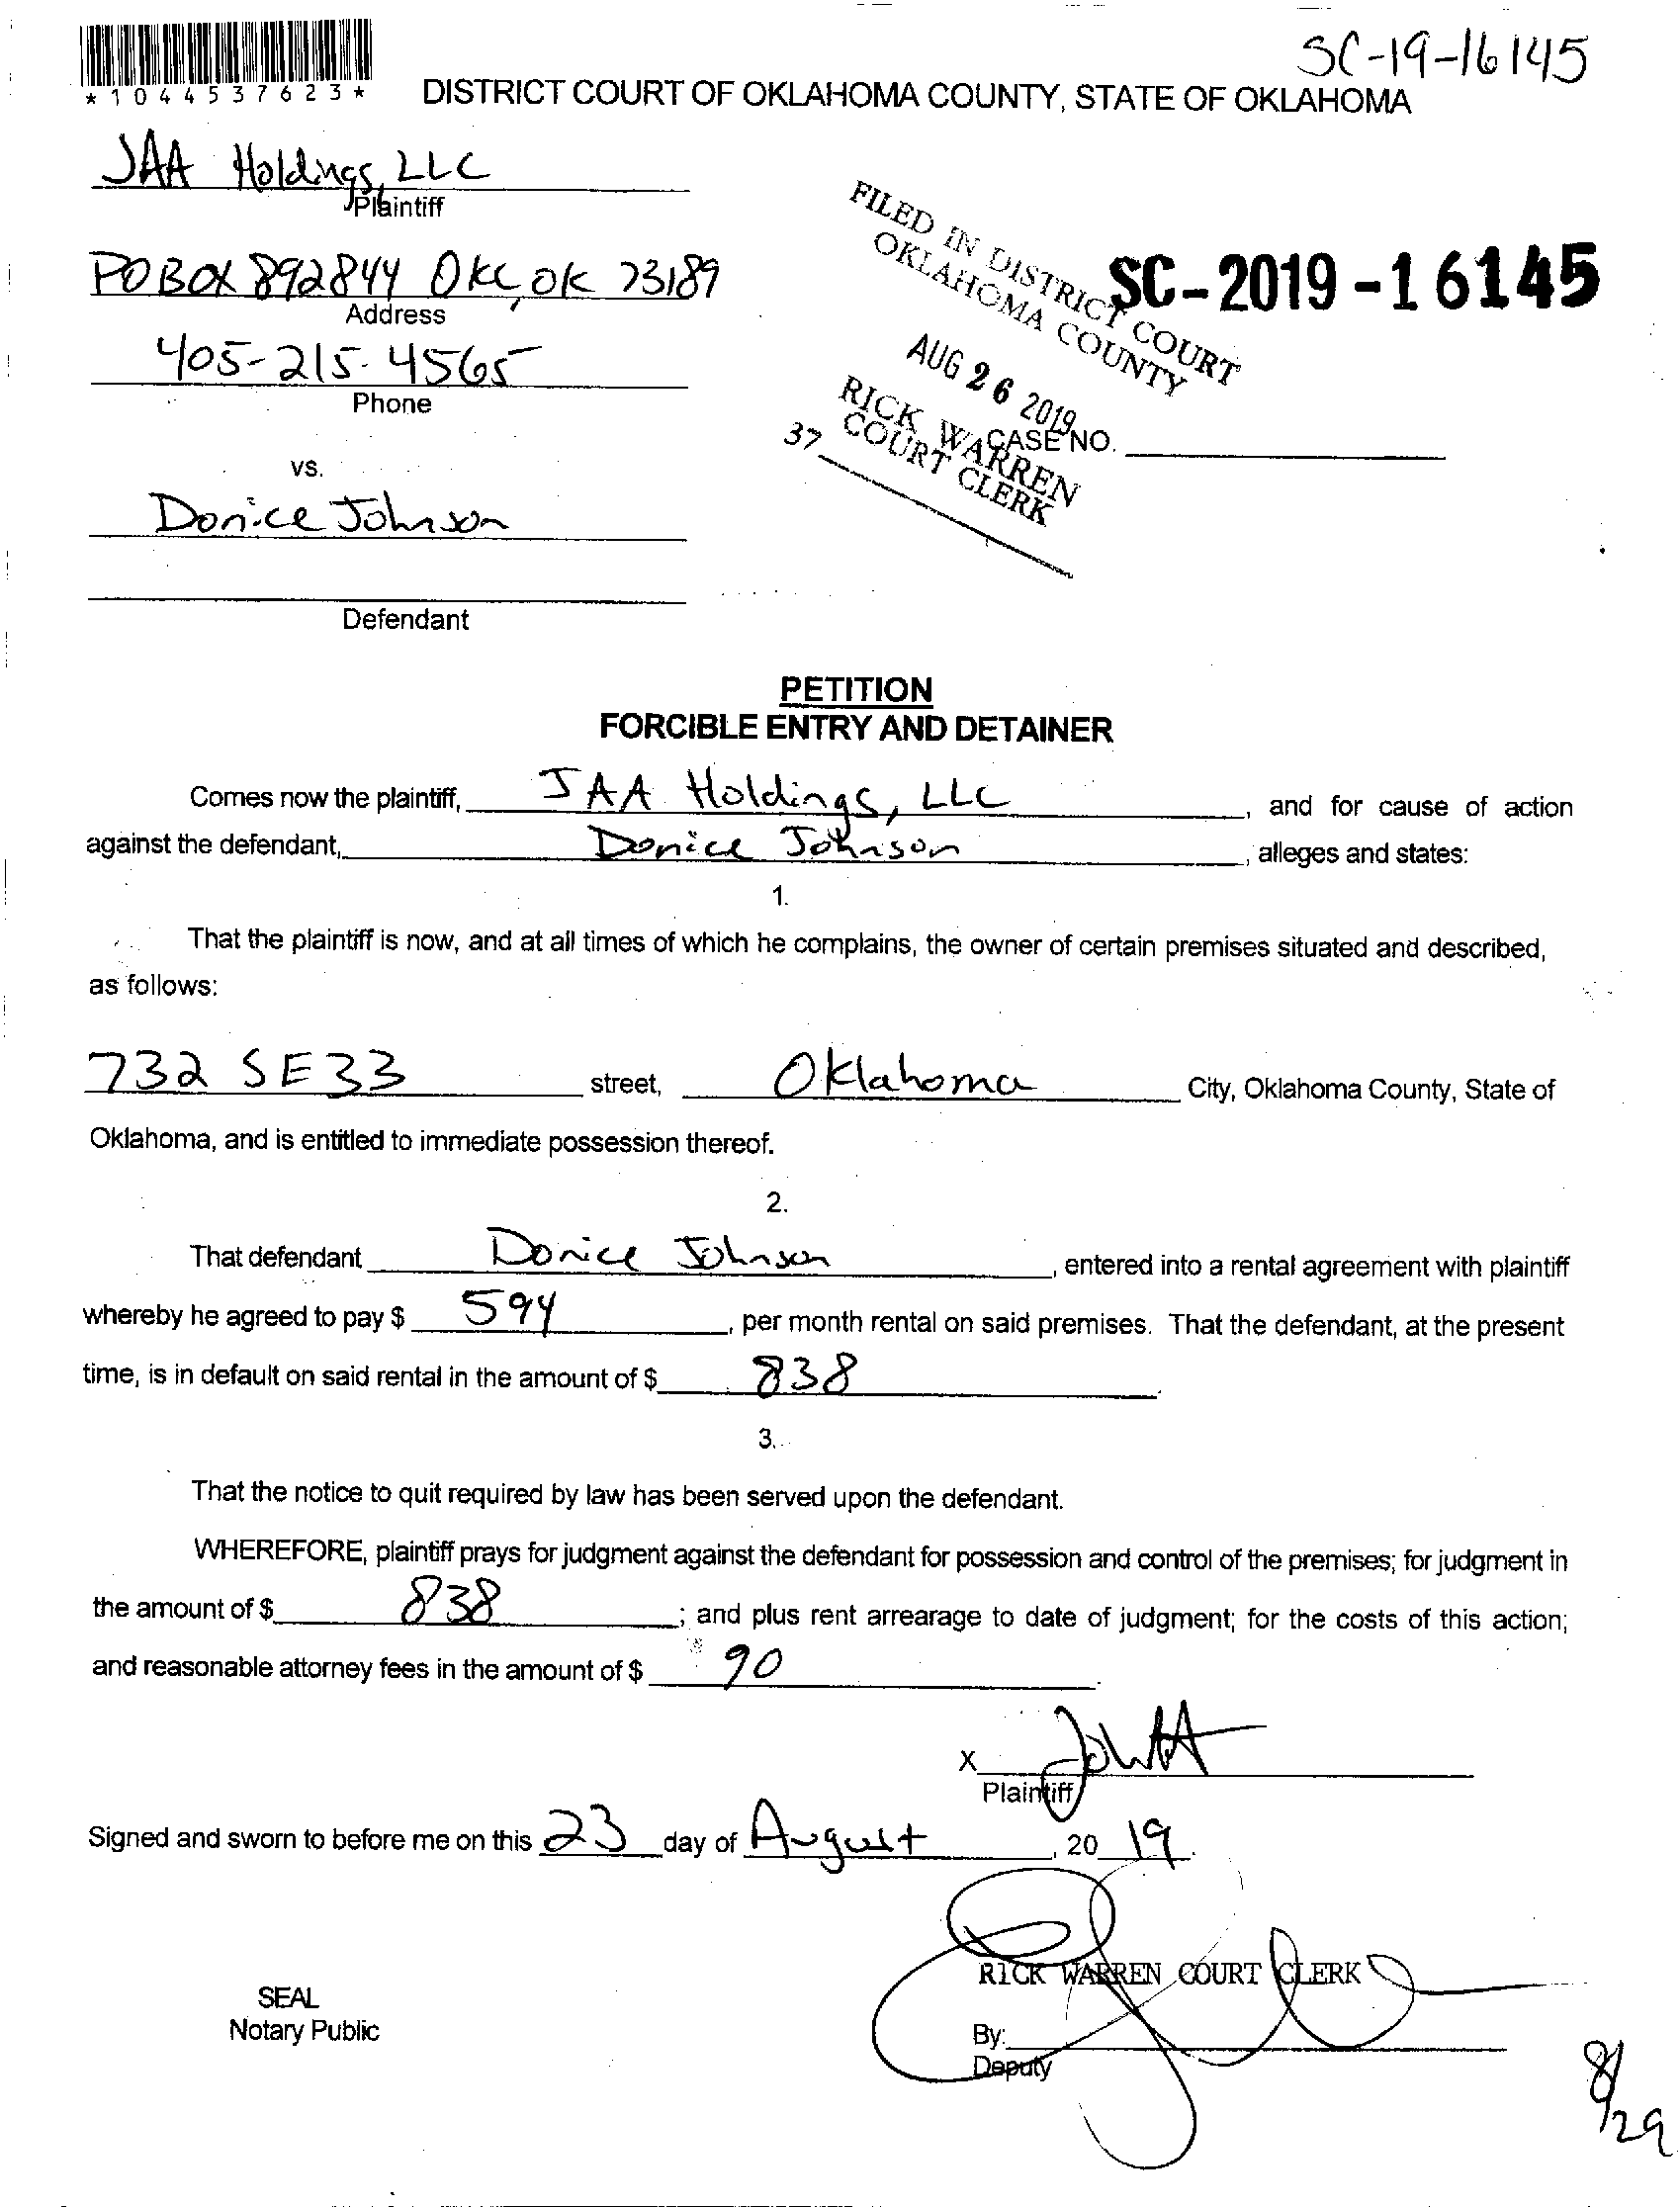 SC-19-16145
*1044537623*
DISTRICT COURT OF OKLAHOMA COUNTY, STATE OF OKLAHOMA
JAA Holdings, LLC
Plaintiff
PO BOX 892844 OKC, OK 73189
Address
405-215-4565
Phone
FILED IN DISTRICT COURT
OKLAHOMA COUNTY
SC-2019-16145
AUG 26 2019
RICK WARREN
COURT CLERK
37
CASE NO.
vs.
Donice Johnson
Defendant
PETITION
FORCIBLE ENTRY AND DETAINER
Comes now the plaintiff, JAA Holdings, LLC, and for cause of action
against the defendant, Donice Johnson, alleges and states:
1.
That the plaintiff is now, and at all times of which he complains, the owner of certain premises situated and described,
as follows:
732 SE 33 street, Oklahoma City, Oklahoma County, State of
Oklahoma, and is entitled to immediate possession thereof.
2.
That defendant Donice Johnson, entered into a rental agreement with plaintiff
whereby he agreed to pay $ 594, per month rental on said premises. That the defendant, at the present
time, is in default on said rental in the amount of $ 838.
3.
That the notice to quit required by law has been served upon the defendant.
WHEREFORE, plaintiff prays for judgment against the defendant for possession and control of the premises; for judgment in
the amount of $ 838; and plus rent arrearage to date of judgment; for the costs of this action;
and reasonable attorney fees in the amount of $ 90.
X
Plaintiff
Signed and sworn to before me on this 23 day of August, 20 19.
RICK WARREN COURT CLERK
SEAL
Notary Public
By:
Deputy
8/29